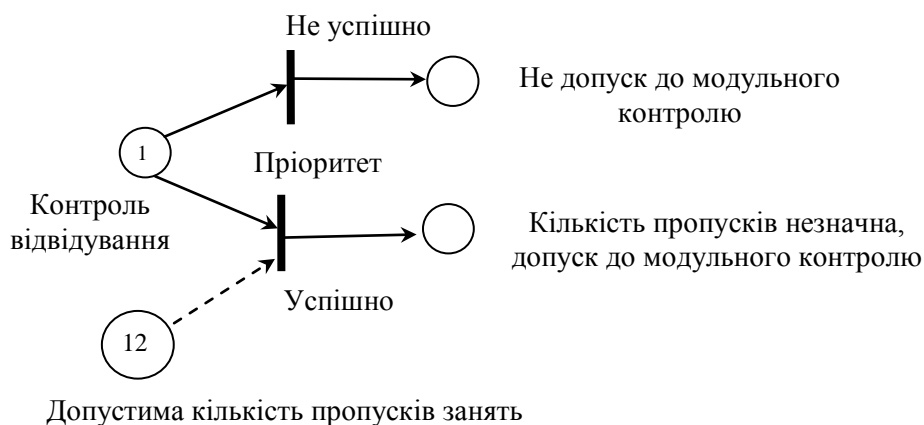 Не успішно
Не допуск до модульного
контролю
1
Пріоритет
Контроль
відвідування
Кількість пропусків незначна,
допуск до модульного контролю
Успішно
12
Допустима кількість пропусків занять